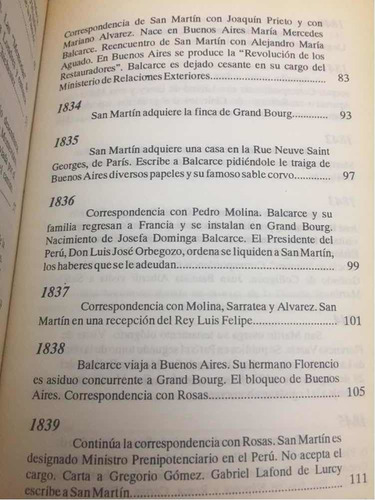 Correspondencia de San Martín con Joaquín Prieto y con
Mariano Alvarez. Nace en Buenos Aires María Mercedes
Balcarce. Reencuentro de San Martín con Alejandro María
Aguado. En Buenos Aires se produce la "Revolución de los
Restauradores". Balcarce es dejado cesante en su cargo del
Ministerio de Relaciones Exteriores................................ 83
1834
San Martín adquiere la finca de Grand Bourg................ 93
1835
San Martín adquiere una casa en la Rue Neuve Saint
Georges, de París. Escribe a Balcarce pidiéndole le traiga de
Buenos Aires diversos papeles y su famoso sable corvo.... 97
1836
Correspondencia con Pedro Molina. Balcarce y su
familia regresan a Francia y se instalan en Grand Bourg.
Nacimiento de Josefa Dominga Balcarce. El Presidente del
Perú, Don Luis José Orbegozo, ordena se liquiden a San Martín,
los haberes que se le adeudan........................................ 99
1837
Correspondencia con Molina, Sarratea y Alvarez. San
Martín en una recepción del Rey Luis Felipe.................. 101
1838
Balcarce viaja a Buenos Aires. Su hermano Florencio
es asiduo concurrente a Grand Bourg. El bloqueo de Buenos
Aires. Correspondencia con Rosas................................ 105
1839
Continúa la correspondencia con Rosas. San Martín es
designado Ministro Prenipotenciario en el Perú. No acepta el
cargo. Carta a Gregorio Gómez. Gabriel Lafond de Lurcy
escribe a San Martín.................................................... 111